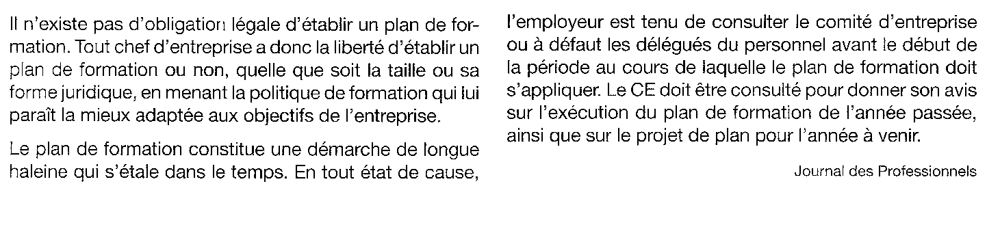 Il n'existe pas d'obligation légale d'établir un plan de for-
mation. Tout chef d'entreprise a donc la liberté d'établir un
plan de formation ou non, quelle que soit la taille ou sa
forme juridique, en menant la politique de formation qui lui
paraît la mieux adaptée aux objectifs de l'entreprise.
Le plan de formation constitue une démarche de longue
haleine qui s'étale dans le temps. En tout état de cause,
l'employeur est tenu de consulter le comité d'entreprise
ou à défaut les délégués du personnel avant le début de
la période au cours de laquelle le plan de formation doit
s'appliquer. Le CE doit être consulté pour donner son avis
sur l'exécution du plan de formation de l'année passée,
ainsi que sur le projet de plan pour l'année à venir.
Journal des Professionnels